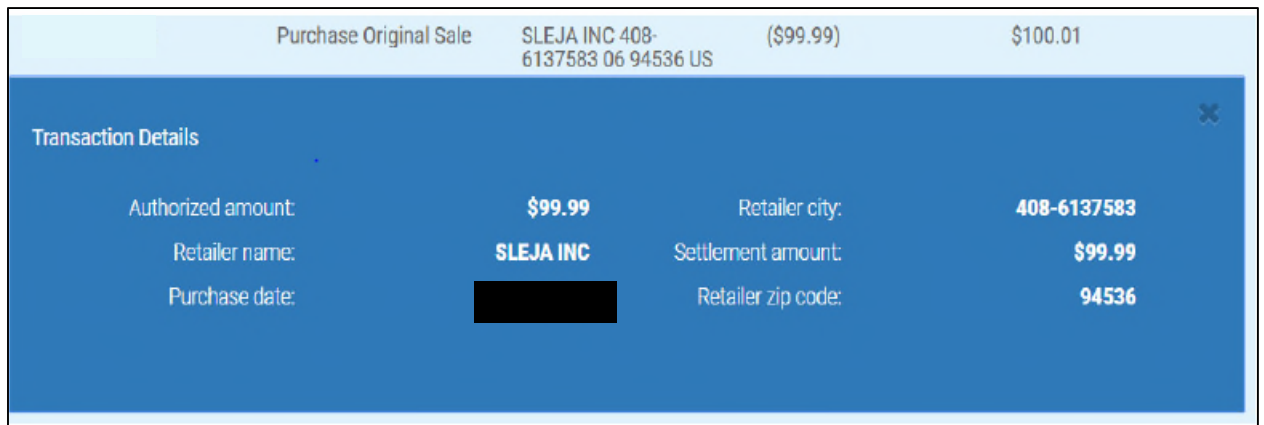 Purchase Original Sale SLEJA INC 408- ($99.99) $100.01
6137583 06 94536 US
Transaction Details
Authorized amount: $99.99 Retailer city: 408-6137583
Retailer name: SLEJA INC Settlement amount: $99.99
Purchase date: Retailer zip code: 94536